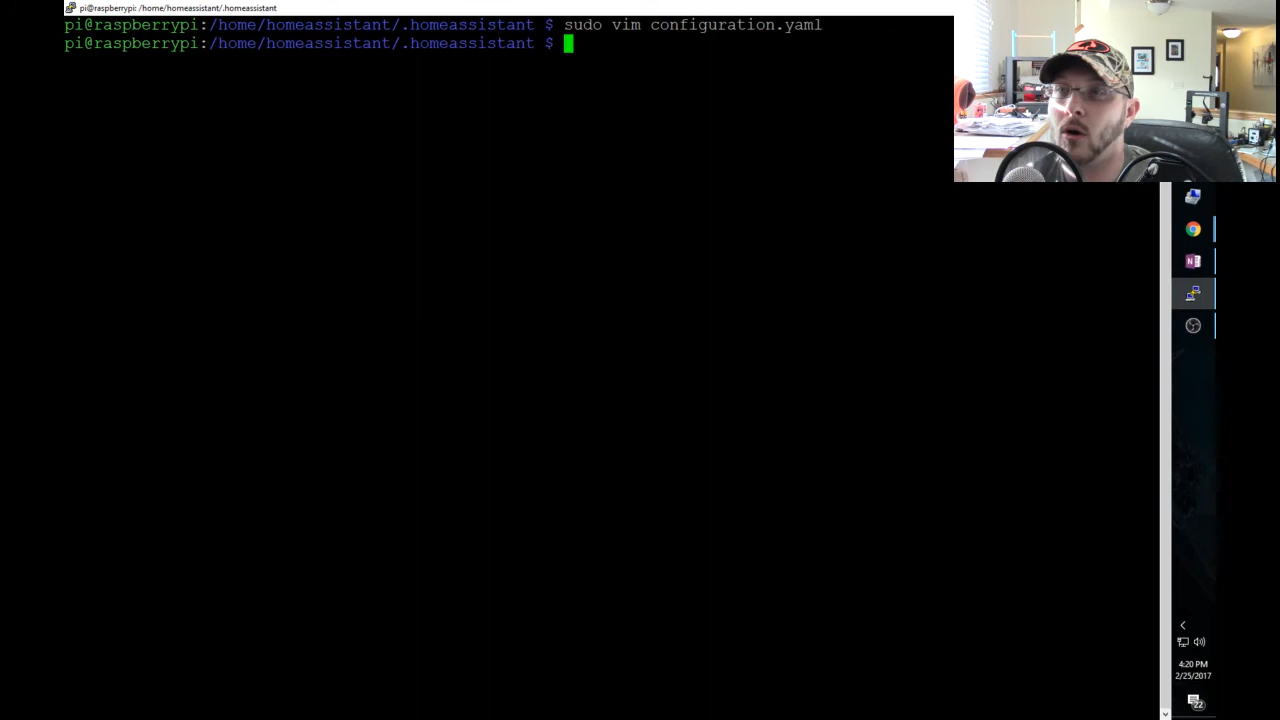 pi@raspberrypi: /home/homeassistant/.homeassistant
pi@raspberrypi:/home/homeassistant/.homeassistant $ sudo vim configuration.yaml
pi@raspberrypi:/home/homeassistant/.homeassistant $
N
4:20 PM
2/25/2017
22